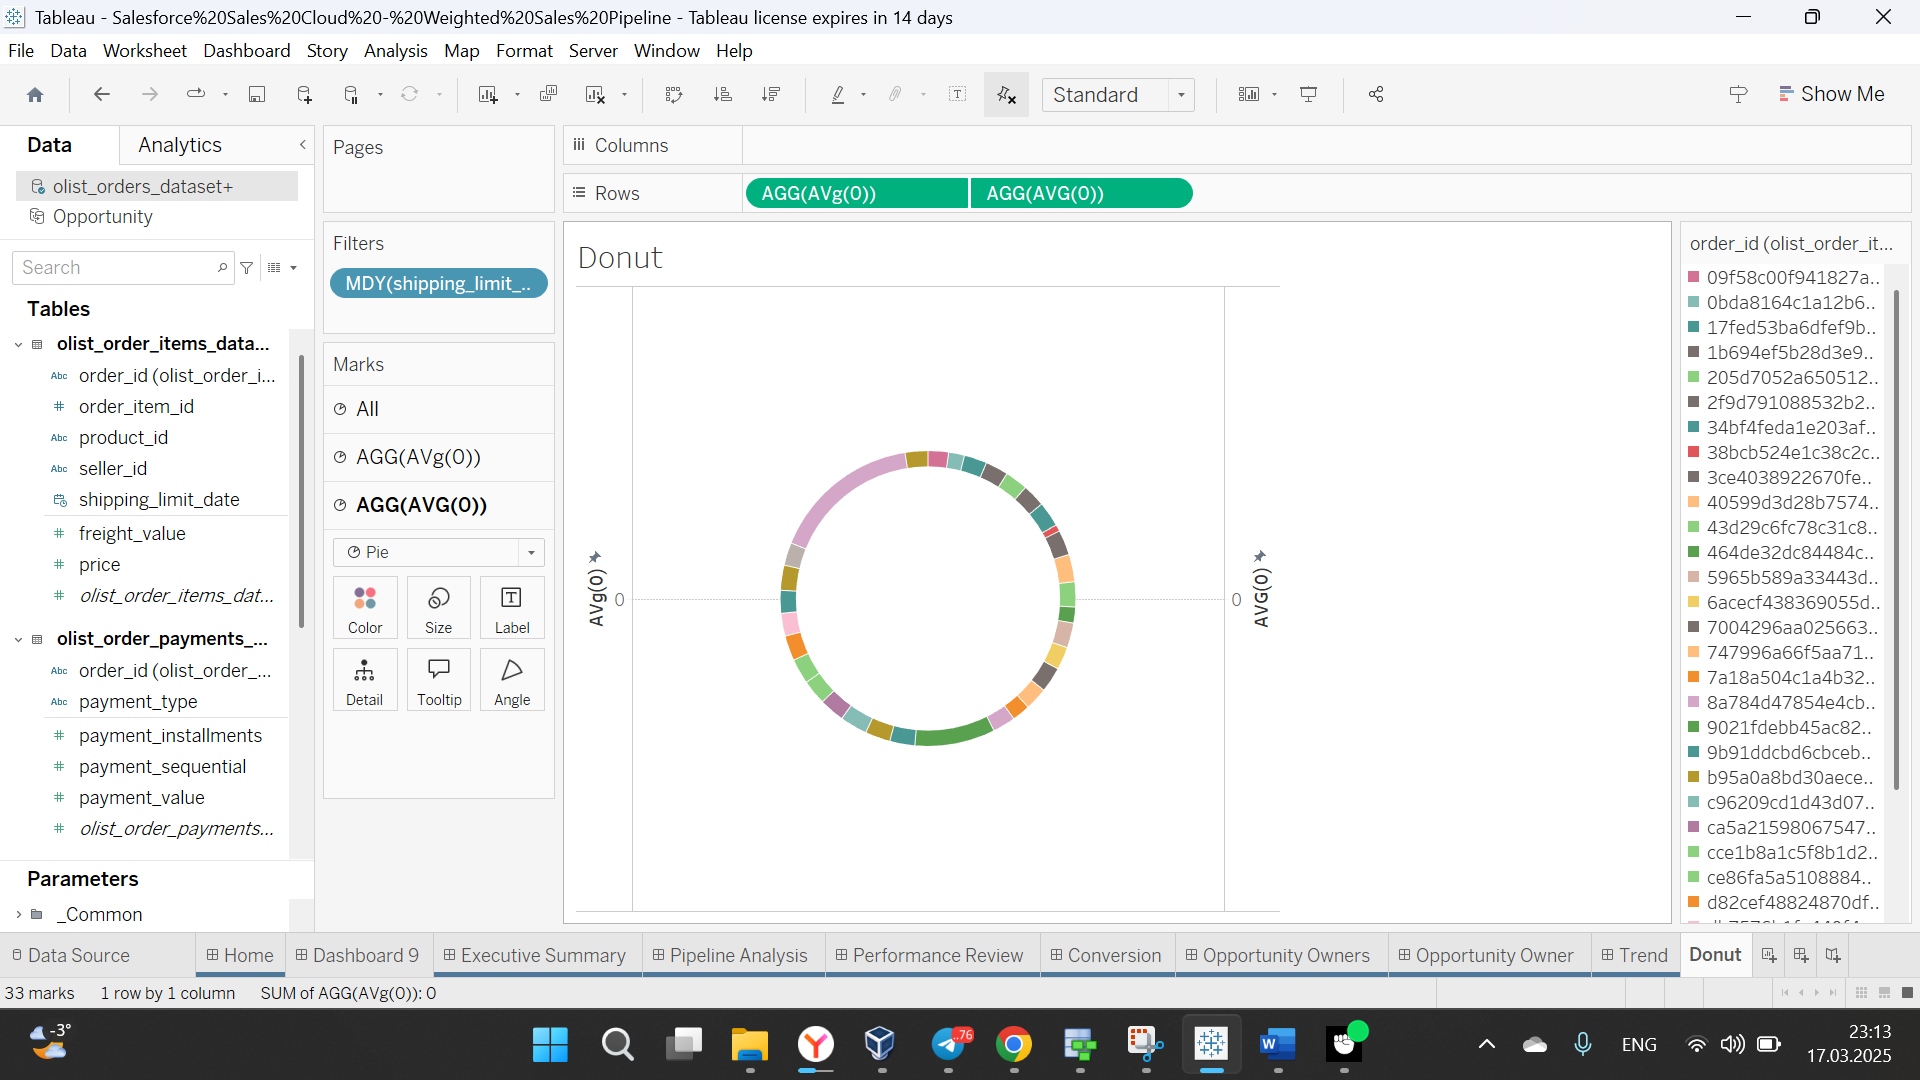 Tableau - Salesforce%20Sales%20Cloud%20-%20Weighted%20Sales%20Pipeline - Tableau license expires in 14 days
File Data Worksheet Dashboard Story Analysis Map Format Server Window Help
Standard
Show Me
Data
Analytics
olist_orders_dataset+
Opportunity
Search
Tables
olist_order_items_data...
Abc order_id (olist_order_i...
# order_item_id
Abc product_id
Abc seller_id
shipping_limit_date
# freight_value
# price
# olist_order_items_dat...
olist_order_payments_...
Abc order_id (olist_order_...
Abc payment_type
# payment_installments
# payment_sequential
# payment_value
# olist_order_payments...
Parameters
_Common
Pages
Filters
MDY(shipping_limit_..
Marks
All
AGG(AVg(0))
AGG(AVG(0))
Pie
Color Size Label
Detail Tooltip Angle
Columns
Rows AGG(AVg(0)) AGG(AVG(0))
Donut
AVg(0)
0
0
AVG(0)
order_id (olist_order_it...
09f58c00f941827a..
0bda8164c1a12b6..
17fed53ba6dfef9b..
1b694ef5b28d3e9..
205d7052a650512..
2f9d791088532b2..
34bf4feda1e203af..
38bcb524e1c38c2c..
3ce4038922670fe..
40599d3d28b7574..
43d29c6fc78c31c8..
464de32dc84484c..
5965b589a33443d..
6acecf438369055d..
7004296aa025663..
747996a66f5aa71..
7a18a504c1a4b32..
8a784d47854e4cb..
9021fdebb45ac82..
9b91ddcbd6cbceb..
b95a0a8bd30aece..
c96209cd1d43d07..
ca5a21598067547..
cce1b8a1c5f8b1d2..
ce86fa5a5108884..
d82cef48824870df..
Data Source Home Dashboard 9 Executive Summary Pipeline Analysis Performance Review Conversion Opportunity Owners Opportunity Owner Trend Donut
33 marks 1 row by 1 column SUM of AGG(AVg(0)): 0
-3°
..76
ENG
23:13
17.03.2025